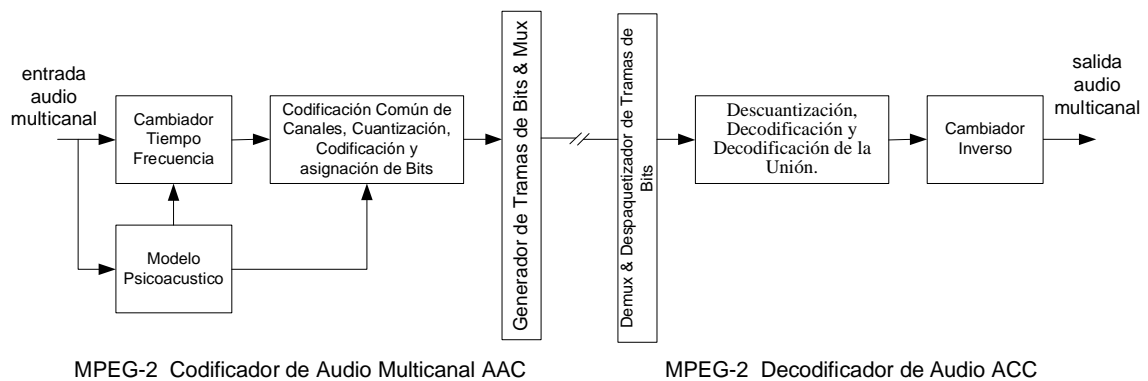 entrada
audio
multicanal
Cambiador
Tiempo
Frecuencia
Modelo
Psicoacustico
Codificación Común de
Canales, Cuantización,
Codificación y
asignación de Bits
Generador de Tramas de Bits & Mux
Demux & Despaquetizador de Tramas de
Bits
Descuantización,
Decodificación y
Decodificación de la
Unión.
Cambiador
Inverso
salida
audio
multicanal
MPEG-2 Codificador de Audio Multicanal AAC
MPEG-2 Decodificador de Audio ACC